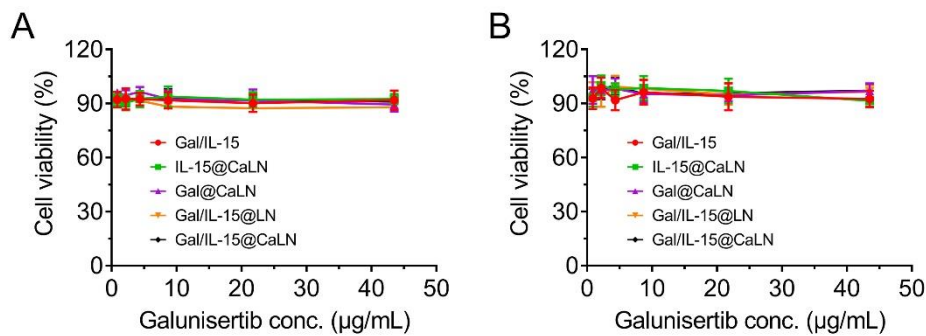 A
Cell viability (%)
120
90
90
30
0
Gal/IL-15
IL-15@CaLN
Gal@CaLN
Gal/IL-15@LN
Gal/IL-15@CaLN
0 10 20 30 40 50
Galunisertib conc. (μg/mL)
B
Cell viability (%)
120
90
90
30
0
Gal/IL-15
IL-15@CaLN
Gal@CaLN
Gal/IL-15@LN
Gal/IL-15@CaLN
0 10 20 30 40 50
Galunisertib conc. (μg/mL)